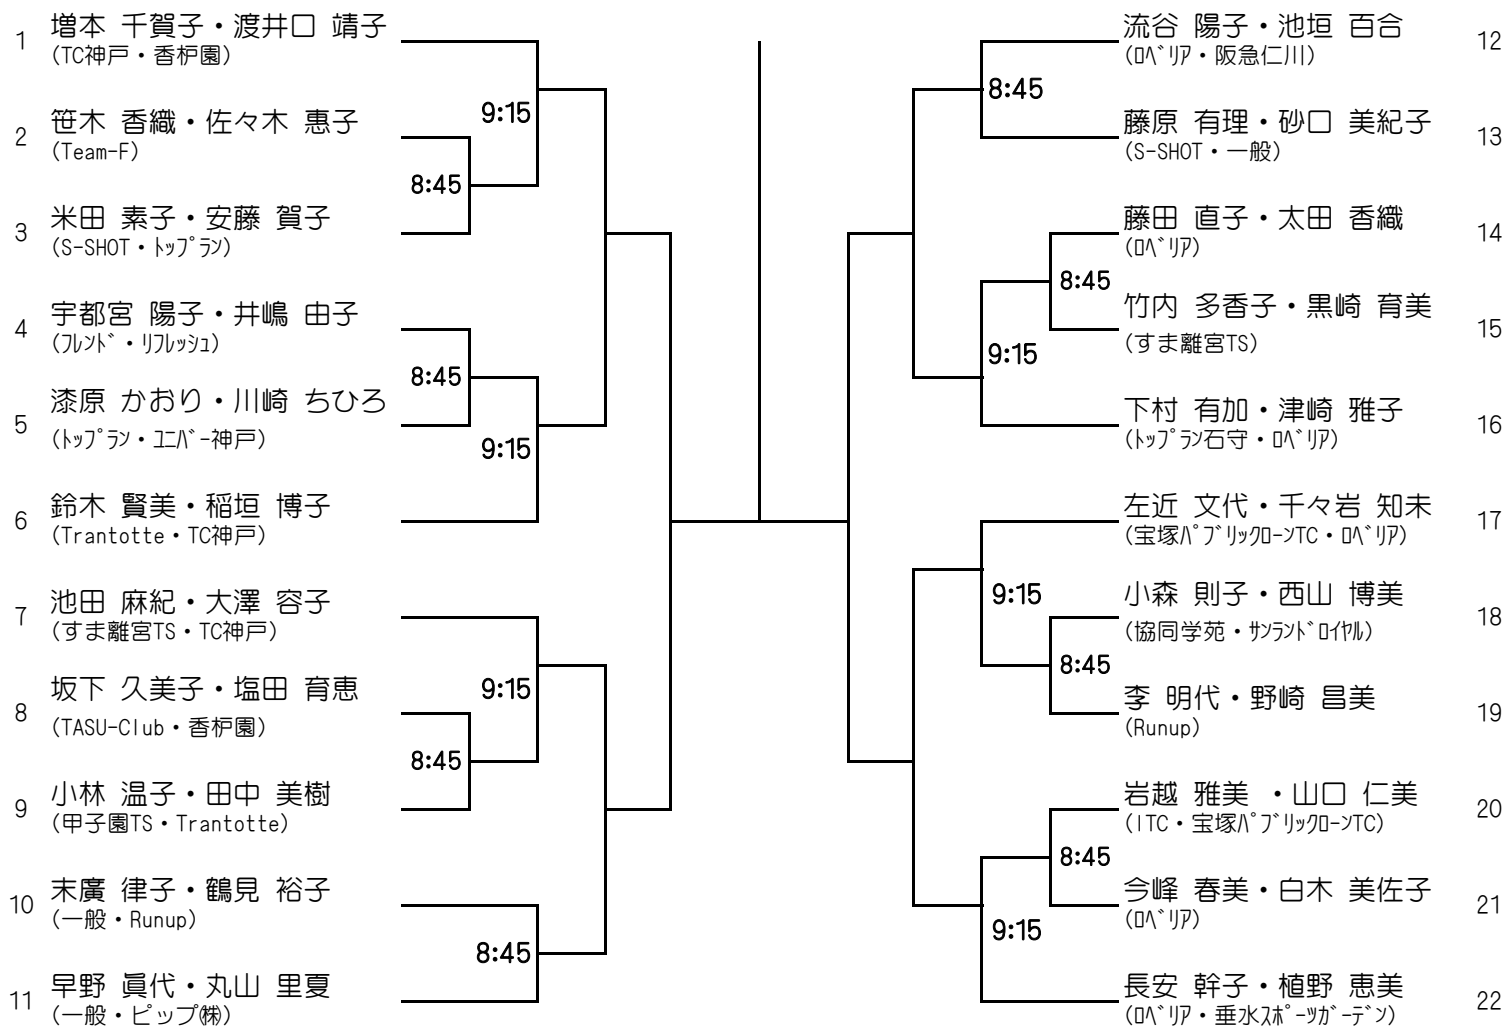 1
増本 千賀子・渡井口 靖子
(TC神戸・香枦園)
2
笹木 香織・佐々木 惠子
(Team-F)
3
米田 素子・安藤 賀子
(S-SHOT・ﾄｯﾌﾟﾗﾝ)
4
宇都宮 陽子・井嶋 由子
(ﾌﾚﾝﾄﾞ・ﾘﾌﾚｯｼｭ)
5
漆原 かおり・川崎 ちひろ
(ﾄｯﾌﾟﾗﾝ・ﾕﾆﾊﾞｰ神戸)
6
鈴木 賢美・稲垣 博子
(Trantotte・TC神戸)
7
池田 麻紀・大澤 容子
(すま離宮TS・TC神戸)
8
坂下 久美子・塩田 育恵
(TASU-Club・香枦園)
9
小林 温子・田中 美樹
(甲子園TS・Trantotte)
10
末廣 律子・鶴見 裕子
(一般・Runup)
11
早野 眞代・丸山 里夏
(一般・ピップ㈱)
9:15
8:45
8:45
9:15
9:15
8:45
8:45
8:45
8:45
9:15
9:15
8:45
8:45
9:15
流谷 陽子・池垣 百合
(ﾛﾍﾞﾘｱ・阪急仁川)
12
藤原 有理・砂口 美紀子
(S-SHOT・一般)
13
藤田 直子・太田 香織
(ﾛﾍﾞﾘｱ)
14
竹内 多香子・黒崎 育美
(すま離宮TS)
15
下村 有加・津崎 雅子
(ﾄｯﾌﾟﾗﾝ石守・ﾛﾍﾞﾘｱ)
16
左近 文代・千々岩 知未
(宝塚ﾊﾟﾌﾞﾘｯｸﾛｰﾝTC・ﾛﾍﾞﾘｱ)
17
小森 則子・西山 博美
(協同学苑・ｻﾝﾗﾝﾄﾞﾛｲﾔﾙ)
18
李 明代・野崎 昌美
(Runup)
19
岩越 雅美 ・山口 仁美
(ITC・宝塚ﾊﾟﾌﾞﾘｯｸﾛｰﾝTC)
20
今峰 春美・白木 美佐子
(ﾛﾍﾞﾘｱ)
21
長安 幹子・植野 恵美
(ﾛﾍﾞﾘｱ・垂水ｽﾎﾟｰﾂｶﾞｰﾃﾞﾝ)
22